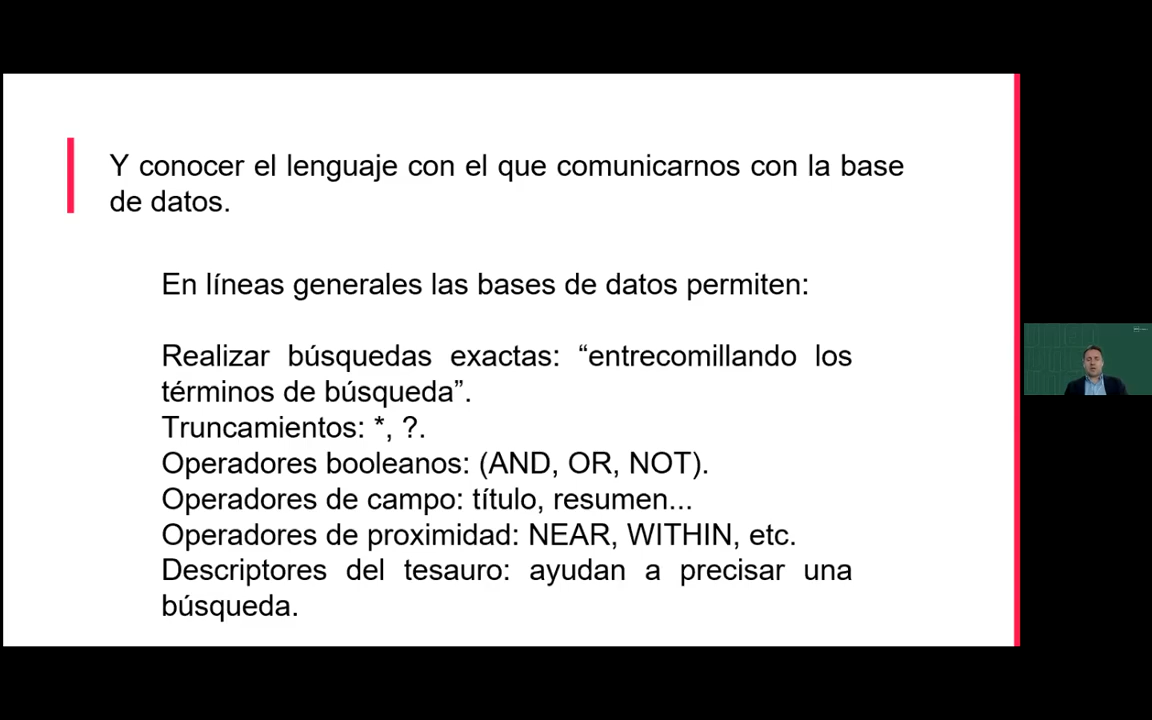 Y conocer el lenguaje con el que comunicarnos con la base
de datos.
En líneas generales las bases de datos permiten:
Realizar búsquedas exactas: “entrecomillando los
términos de búsqueda”.
Truncamientos: *, ?.
Operadores booleanos: (AND, OR, NOT).
Operadores de campo: título, resumen...
Operadores de proximidad: NEAR, WITHIN, etc.
Descriptores del tesauro: ayudan a precisar una
búsqueda.